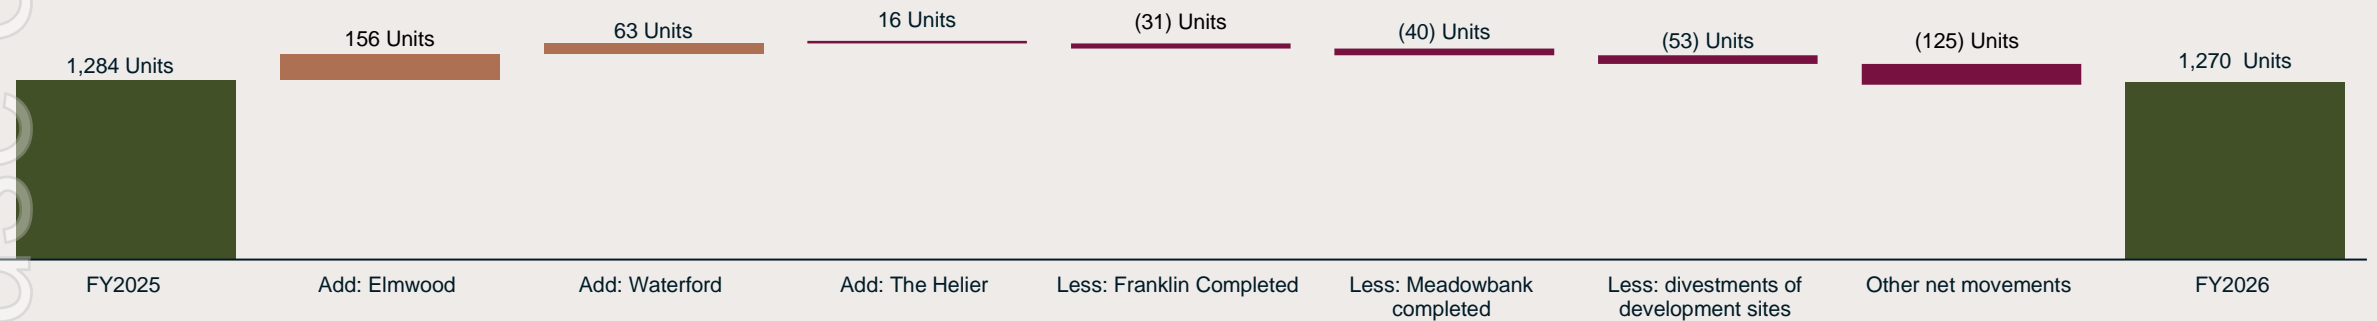 1,284 Units
156 Units
63 Units
16 Units
(31) Units
(40) Units
(53) Units
(125) Units
1,270 Units
FY2025
Add: Elmwood
Add: Waterford
Add: The Helier
Less: Franklin Completed
Less: Meadowbank
completed
Less: divestments of
development sites
Other net movements
FY2026